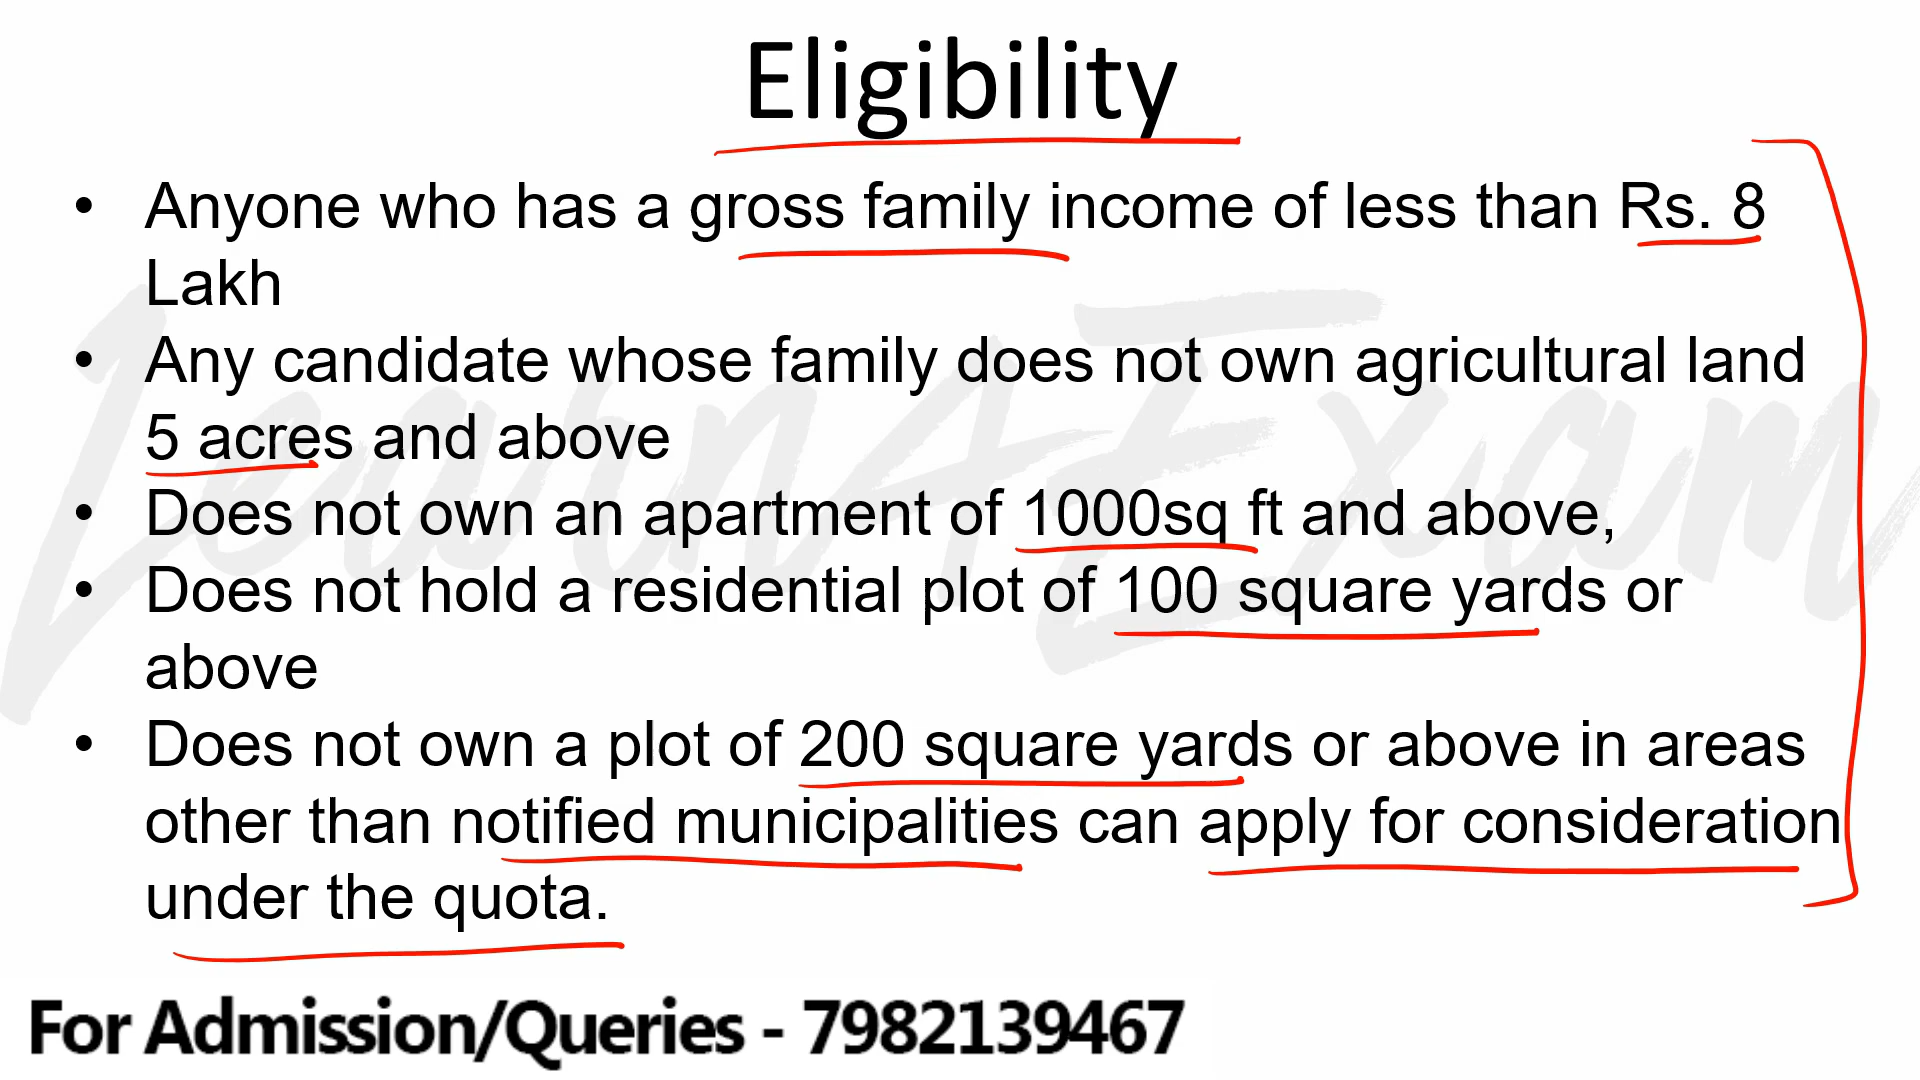 Eligibility
• Anyone who has a gross family income of less than Rs. 8
Lakh
• Any candidate whose family does not own agricultural land
5 acres and above
• Does not own an apartment of 1000sq ft and above,
• Does not hold a residential plot of 100 square yards or
above
• Does not own a plot of 200 square yards or above in areas
other than notified municipalities can apply for consideration
under the quota.
Learn4Exam
For Admission/Queries - 7982139467